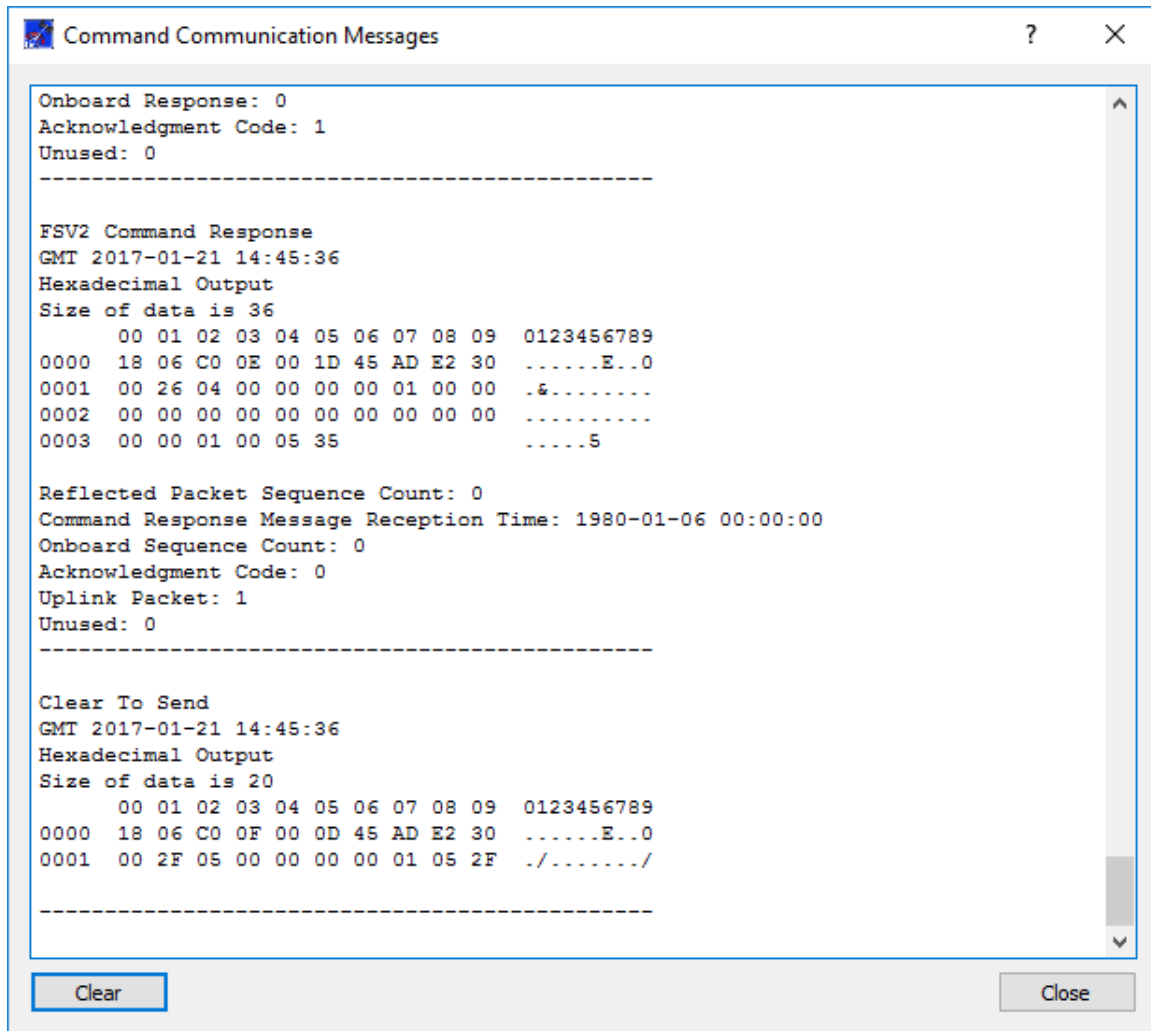 Command Communication Messages
Onboard Response: 0
Acknowledgment Code: 1
Unused: 0
-----------------------------------------------
FSV2 Command Response
GMT 2017-01-21 14:45:36
Hexadecimal Output
Size of data is 36
      00 01 02 03 04 05 06 07 08 09  0123456789
0000  18 06 C0 0E 00 1D 45 AD E2 30  ......E..0
0001  00 26 04 00 00 00 00 01 00 00  .&........
0002  00 00 00 00 00 00 00 00 00 00  ..........
0003  00 00 01 00 05 35              .....5
Reflected Packet Sequence Count: 0
Command Response Message Reception Time: 1980-01-06 00:00:00
Onboard Sequence Count: 0
Acknowledgment Code: 0
Uplink Packet: 1
Unused: 0
-----------------------------------------------
Clear To Send
GMT 2017-01-21 14:45:36
Hexadecimal Output
Size of data is 20
      00 01 02 03 04 05 06 07 08 09  0123456789
0000  18 06 C0 0F 00 0D 45 AD E2 30  ......E..0
0001  00 2F 05 00 00 00 00 01 05 2F  ./......./
-----------------------------------------------
Clear
Close